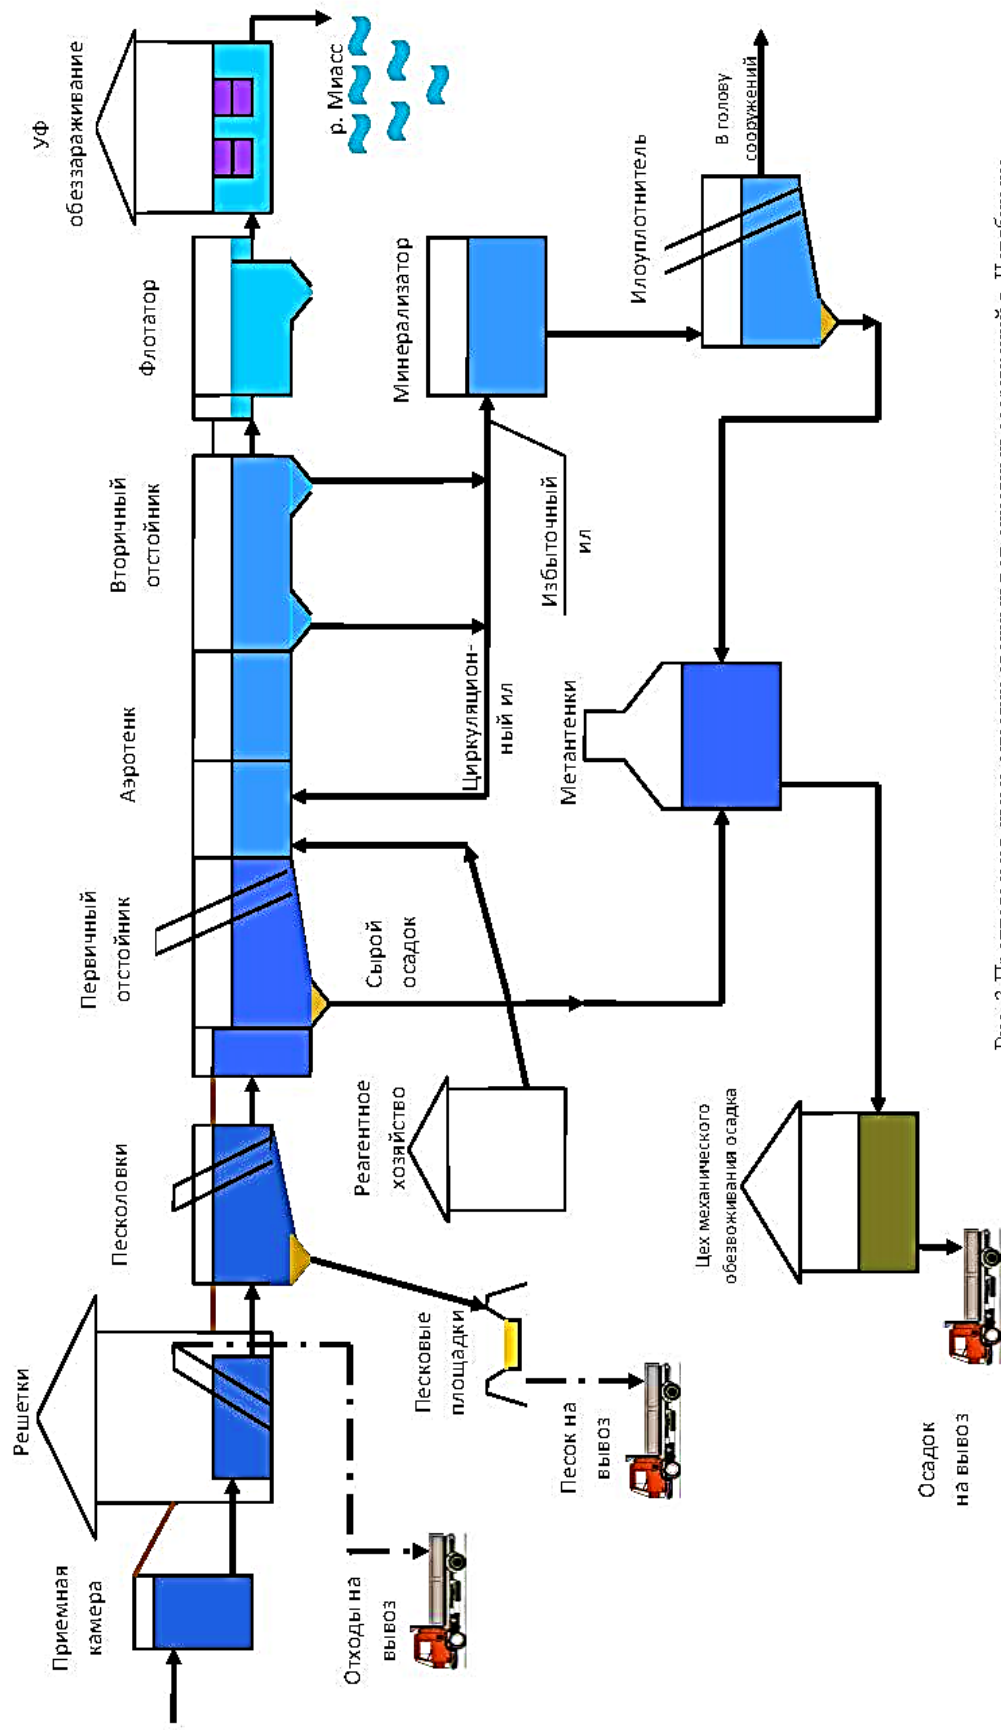 Приемная
камера
Решетки
Песколовки
Первичный
отстойник
Аэротенк
Вторичный
отстойник
Флотатор
УФ
обеззараживание
р. Миасс
Отходы на
вывоз
Песковые
площадки
Песок на
вывоз
Реагентное
хозяйство
Сырой
осадок
Циркуляцион-
ный ил
Избыточный
ил
Минерализатор
Илоуплотнитель
В голову
сооружений
Метантенки
Цех механического
обезвоживания осадка
Осадок
на вывоз